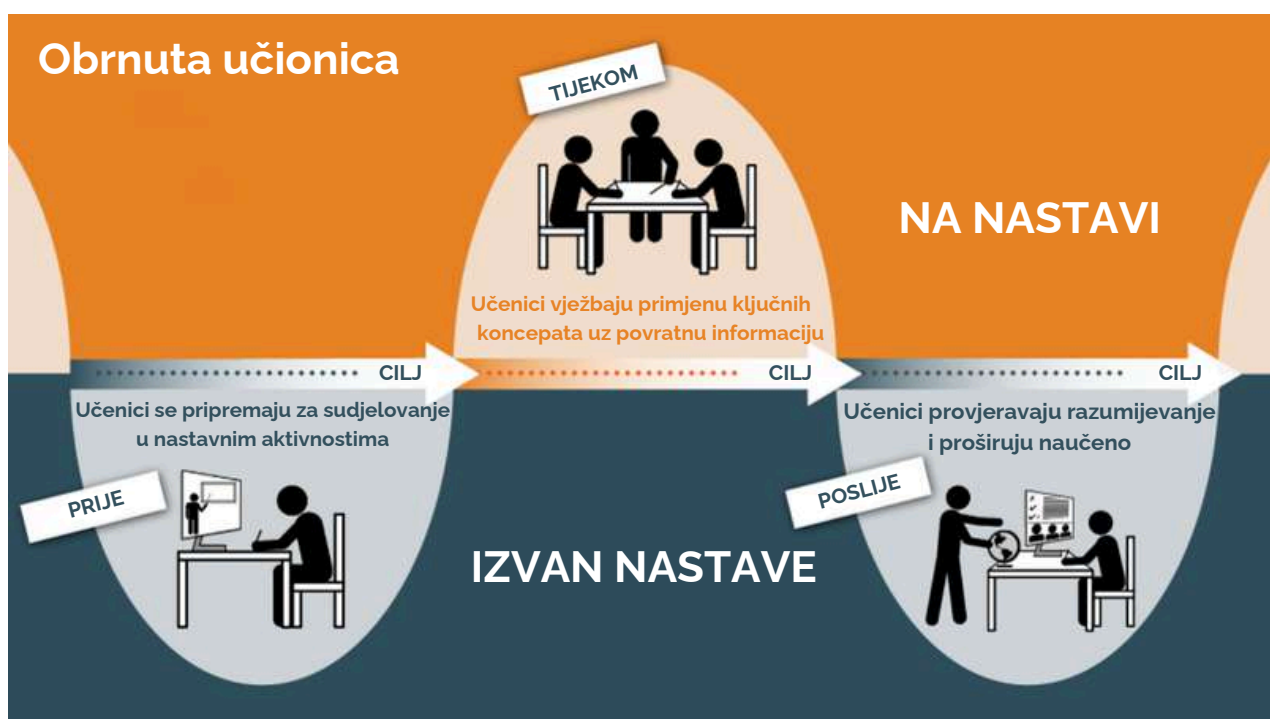 Obrnuta učionica
TIJEKOM
NA NASTAVI
Učenici vježbaju primjenu ključnih
koncepata uz povratnu informaciju
CILJ
CILJ
CILJ
Učenici se pripremaju za sudjelovanje
u nastavnim aktivnostima
PRIJE
Učenici provjeravaju razumijevanje
i proširuju naučeno
POSLIJE
IZVAN NASTAVE